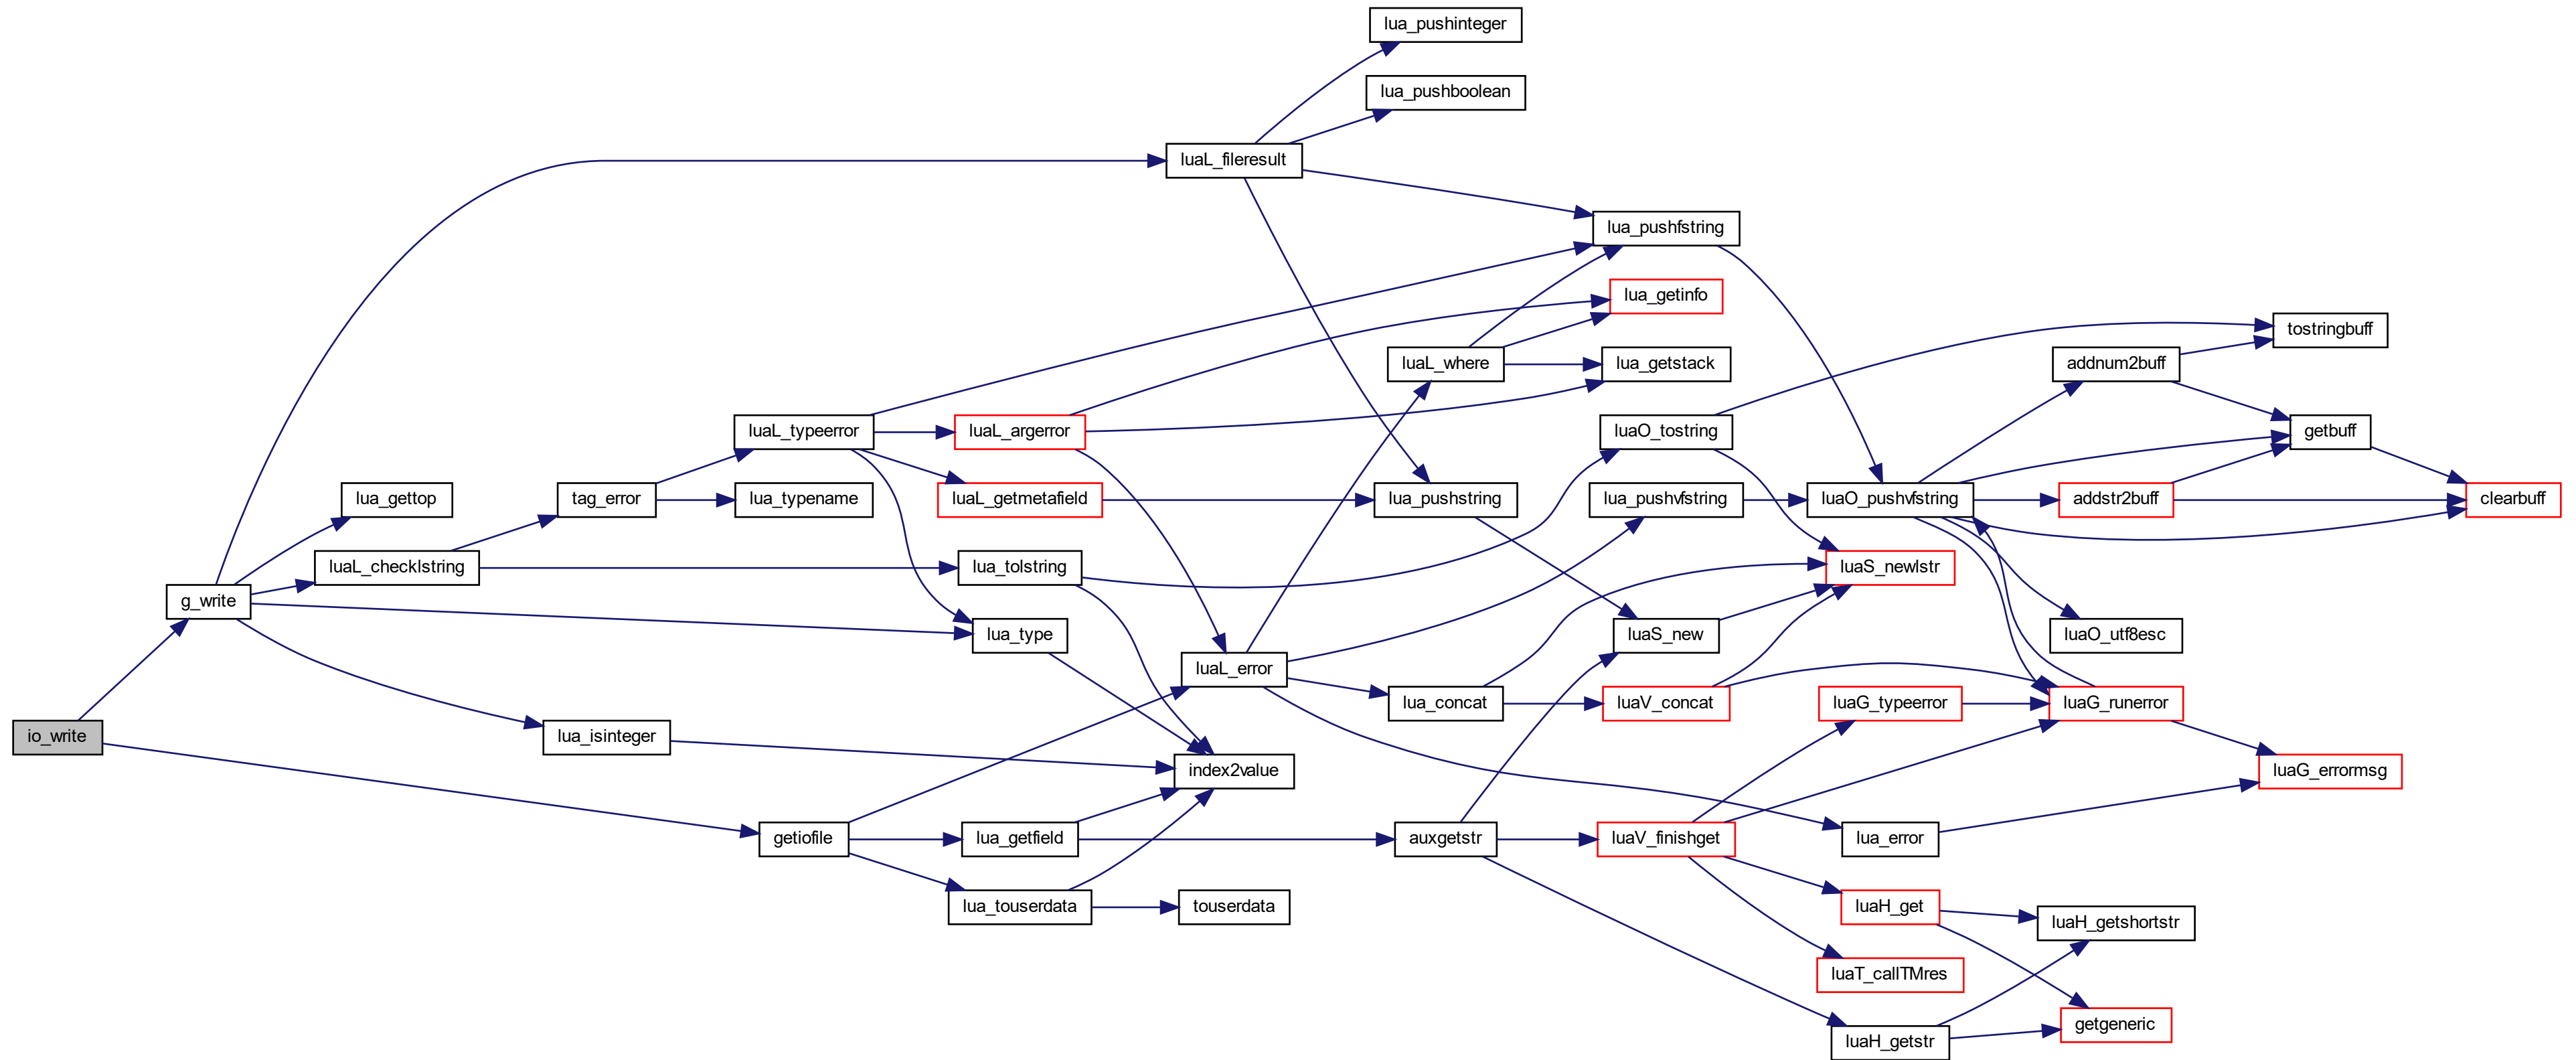 lua_pushinteger
lua_pushboolean
luaL_fileresult
lua_pushfstring
lua_getinfo
tostringbuff
luaL_where
lua_getstack
addnum2buff
luaL_typeerror
luaL_argerror
luaO_tostring
getbuff
lua_gettop
tag_error
lua_typename
luaL_getmetafield
lua_pushstring
lua_pushvfstring
luaO_pushvfstring
addstr2buff
clearbuff
luaL_checklstring
lua_tolstring
luaS_newlstr
g_write
lua_type
luaS_new
luaO_utf8esc
luaL_error
lua_concat
luaV_concat
luaG_typeerror
luaG_runerror
io_write
lua_isinteger
index2value
luaG_errormsg
getiofile
lua_getfield
auxgetstr
luaV_finishget
lua_error
lua_touserdata
touserdata
luaH_get
luaH_getshortstr
luaT_callTMres
getgeneric
luaH_getstr